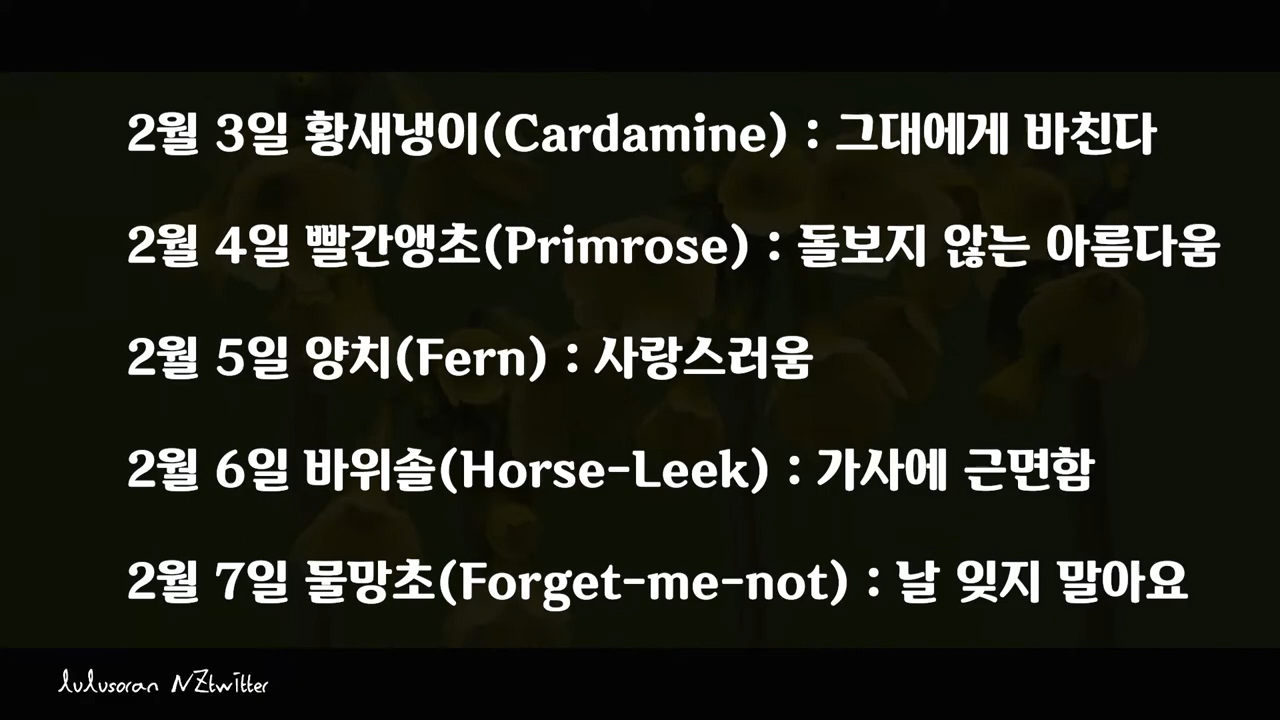 2월 3일 황새냉이(Cardamine) : 그대에게 바친다
2월 4일 빨간앵초(Primrose) : 돌보지 않는 아름다움
2월 5일 양치(Fern) : 사랑스러움
2월 6일 바위솔(Horse-Leek) : 가사에 근면함
2월 7일 물망초(Forget-me-not) : 날 잊지 말아요
lulusoran NZtwitter